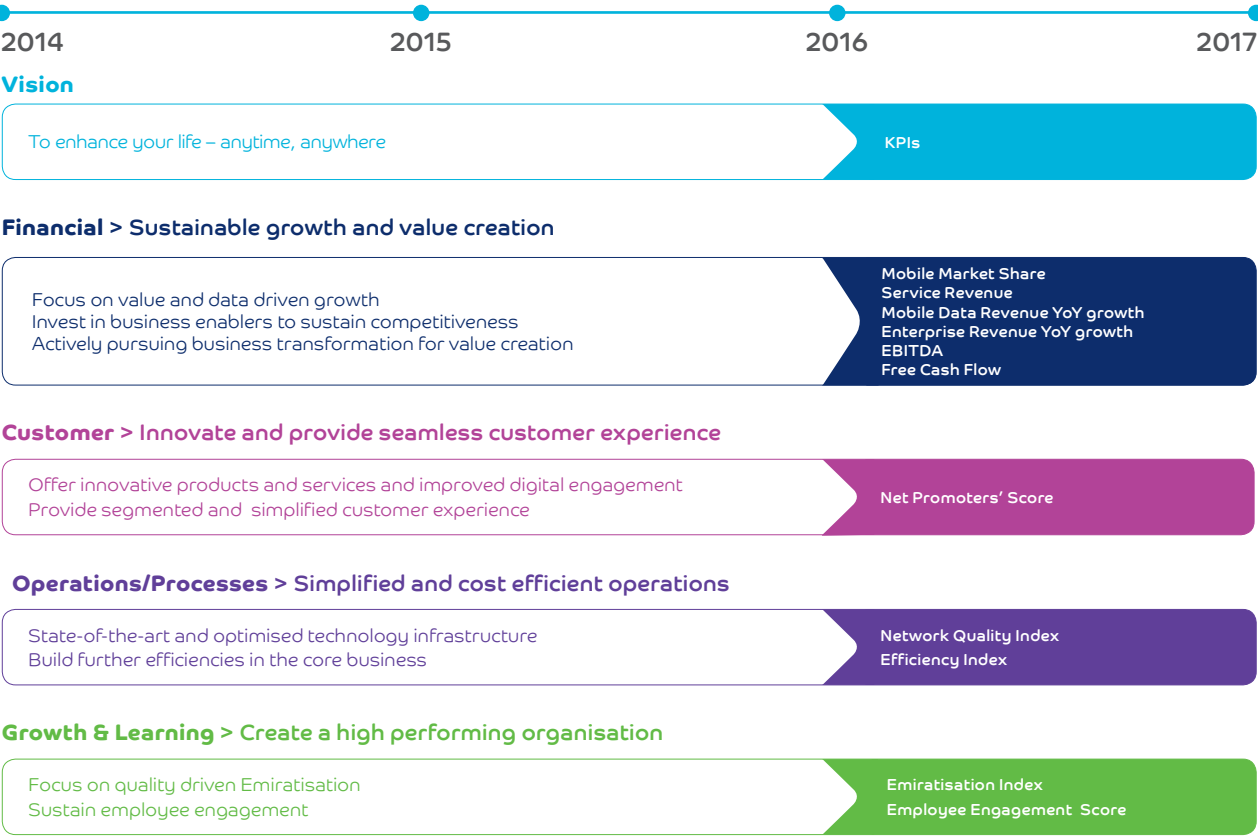 2014 2015 2016 2017
Vision
To enhance your life – anytime, anywhere
KPIs
Financial > Sustainable growth and value creation
Focus on value and data driven growth
Invest in business enablers to sustain competitiveness
Actively pursuing business transformation for value creation
Mobile Market Share
Service Revenue
Mobile Data Revenue YoY growth
Enterprise Revenue YoY growth
EBITDA
Free Cash Flow
Customer > Innovate and provide seamless customer experience
Offer innovative products and services and improved digital engagement
Provide segmented and simplified customer experience
Net Promoters’ Score
Operations/Processes > Simplified and cost efficient operations
State-of-the-art and optimised technology infrastructure
Build further efficiencies in the core business
Network Quality Index
Efficiency Index
Growth & Learning > Create a high performing organisation
Focus on quality driven Emiratisation
Sustain employee engagement
Emiratisation Index
Employee Engagement Score